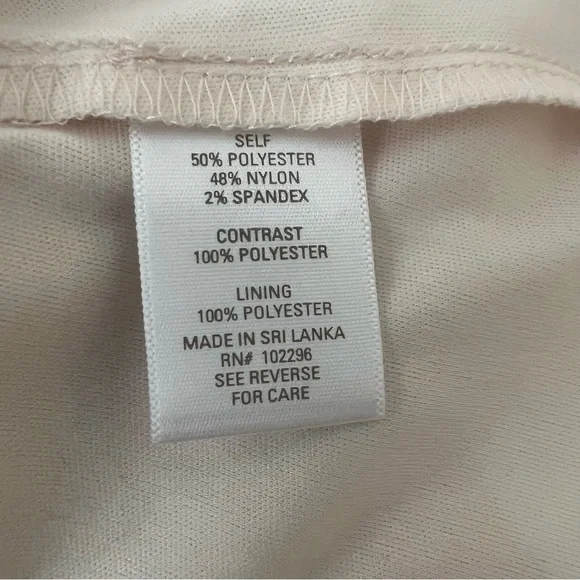 SELF
50% POLYESTER
48% NYLON
2% SPANDEX
CONTRAST
100% POLYESTER
LINING
100% POLYESTER
MADE IN SRI LANKA
RN# 102296
SEE REVERSE
FOR CARE